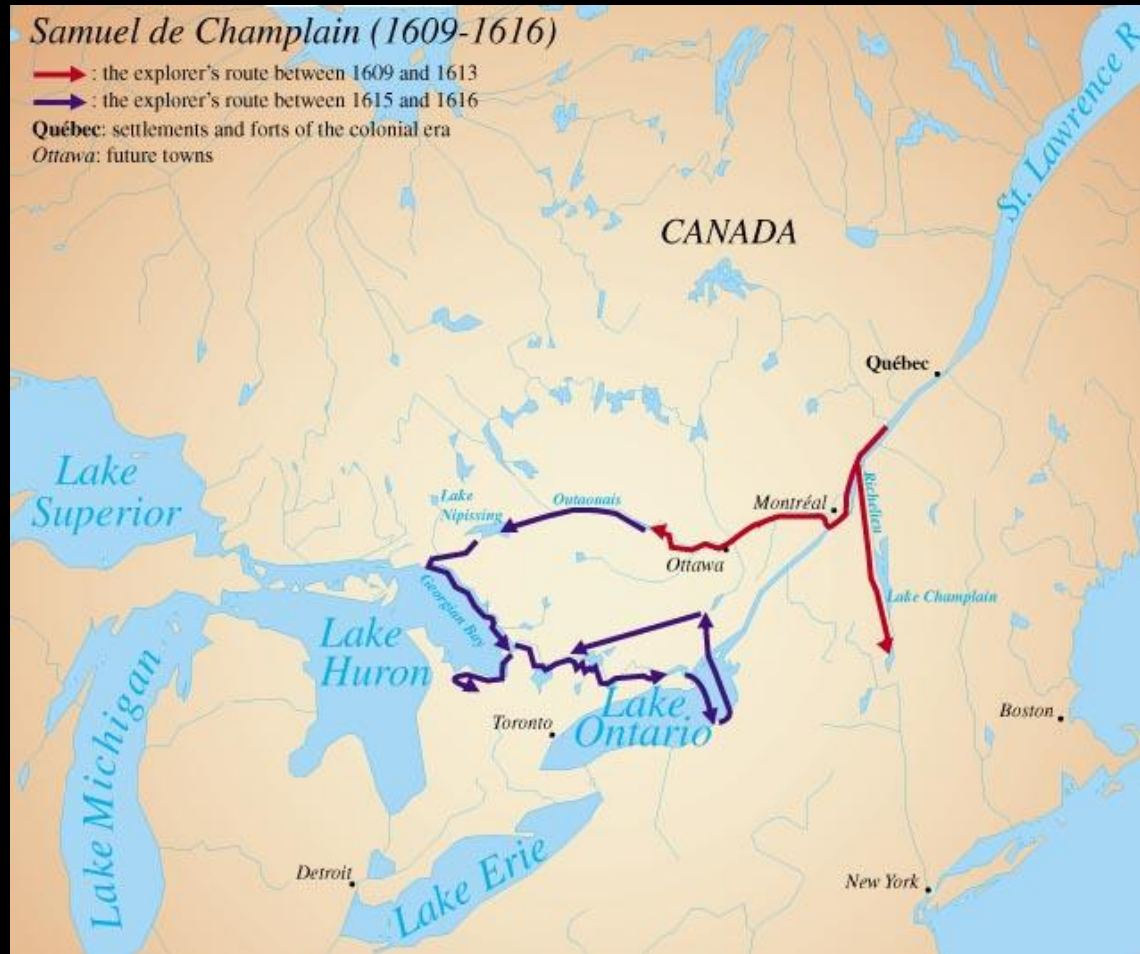 Samuel de Champlain (1609-1616)
: the explorer's route between 1609 and 1613
: the explorer's route between 1615 and 1616
Québec: settlements and forts of the colonial era
Ottawa: future towns
St. Lawrence R
CANADA
Québec
Lake
Superior
Lake
Nipissing
Outaouais
Montréal
Richelieu
Ottawa
Georgian Bay
Lake Champlain
Lake
Huron
Lake Michigan
Toronto
Lake
Ontario
Boston
Detroit
Lake Erie
New York